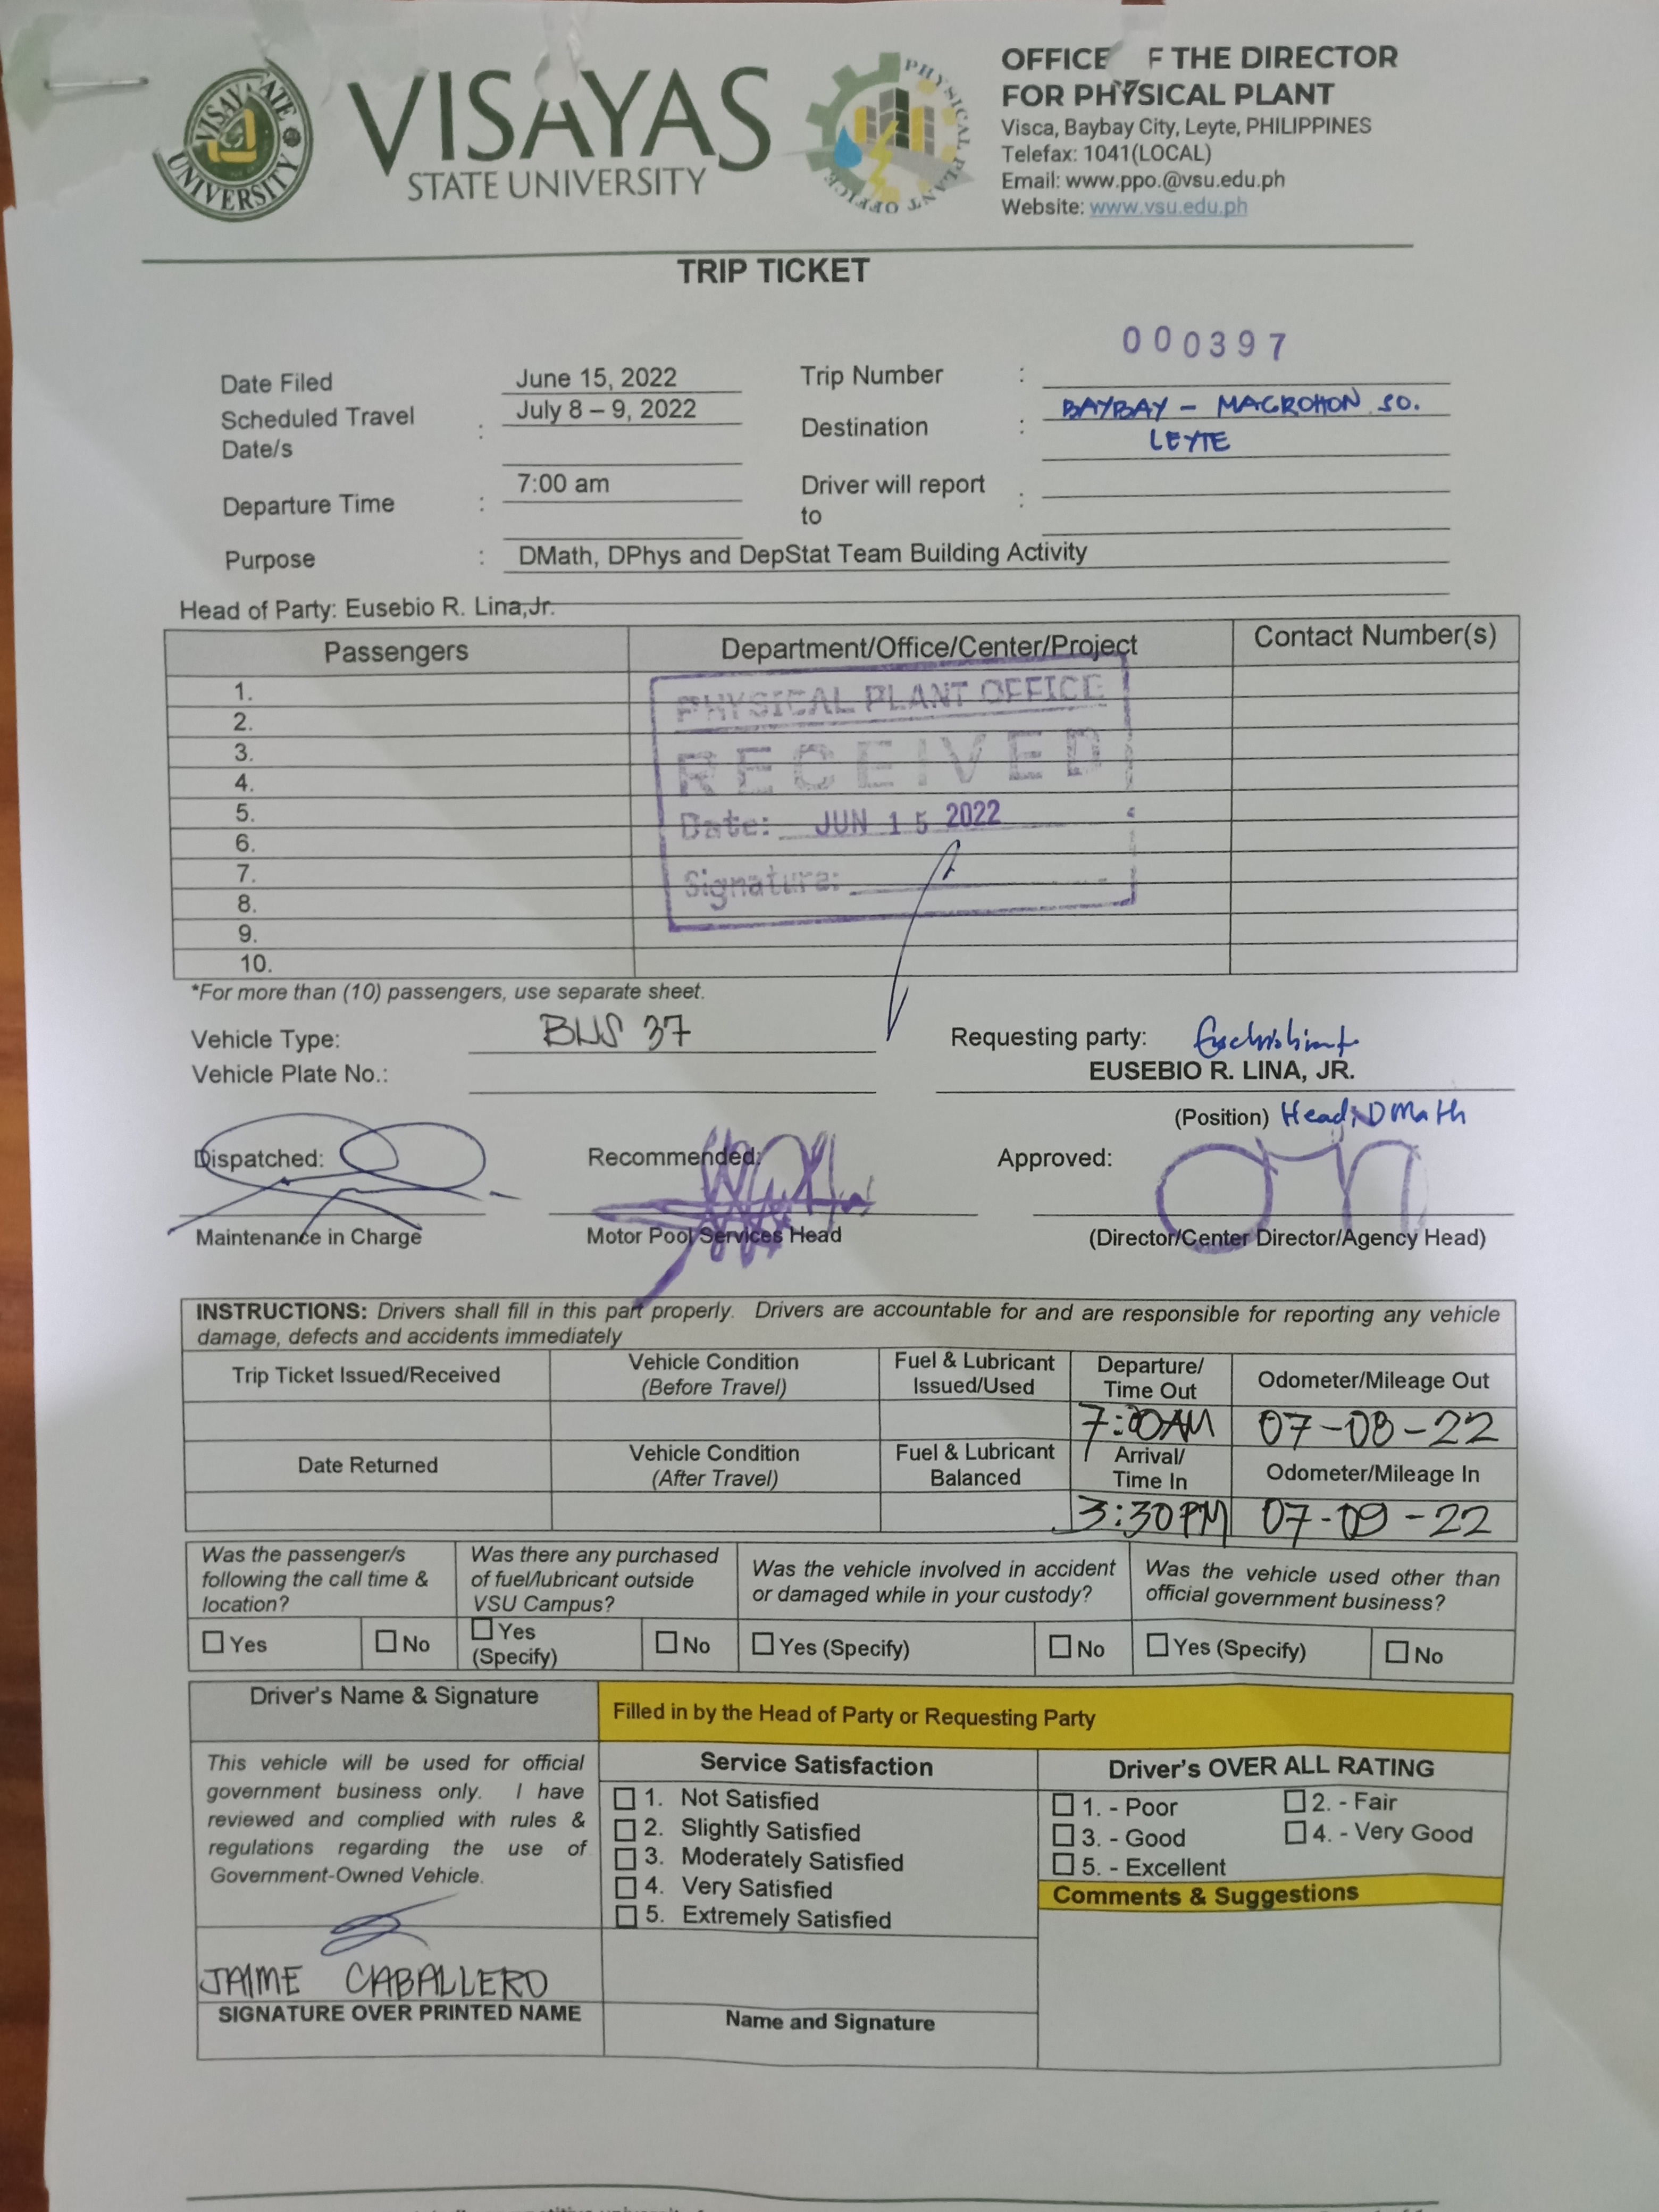 VISAYAS STATE UNIVERSITY
VISAYAS
STATE UNIVERSITY
PHYSICAL PLANT OFFICE
OFFICE F THE DIRECTOR
FOR PHYSICAL PLANT
Visca, Baybay City, Leyte, PHILIPPINES
Telefax: 1041(LOCAL)
Email: www.ppo.@vsu.edu.ph
Website: www.vsu.edu.ph
TRIP TICKET
000397
Date Filed June 15, 2022 Trip Number :
Scheduled Travel Date/s : July 8 – 9, 2022 Destination : BAYBAY - MACROHON SO. LEYTE
Departure Time : 7:00 am Driver will report to :
Purpose : DMath, DPhys and DepStat Team Building Activity
Head of Party: Eusebio R. Lina,Jr.
Passengers Department/Office/Center/Project Contact Number(s)
1.
2.
3.
4.
5.
6.
7.
8.
9.
10.
PHYSICAL PLANT OFFICE
RECEIVED
Date: JUN 15 2022
Signature:
*For more than (10) passengers, use separate sheet.
Vehicle Type: BUS 37 Requesting party:
Vehicle Plate No.: EUSEBIO R. LINA, JR.
(Position) Head, DMath
Dispatched: Recommended: Approved:
Maintenance in Charge Motor Pool Services Head (Director/Center Director/Agency Head)
INSTRUCTIONS: Drivers shall fill in this part properly. Drivers are accountable for and are responsible for reporting any vehicle
damage, defects and accidents immediately
Trip Ticket Issued/Received Vehicle Condition (Before Travel) Fuel & Lubricant Issued/Used Departure/ Time Out Odometer/Mileage Out
7:00AM 07-08-22
Date Returned Vehicle Condition (After Travel) Fuel & Lubricant Balanced Arrival/ Time In Odometer/Mileage In
3:30PM 07-09-22
Was the passenger/s following the call time & location? Was there any purchased of fuel/lubricant outside VSU Campus? Was the vehicle involved in accident or damaged while in your custody? Was the vehicle used other than official government business?
Yes No Yes (Specify) No Yes (Specify) No Yes (Specify) No
Driver's Name & Signature
Filled in by the Head of Party or Requesting Party
This vehicle will be used for official
government business only. I have
reviewed and complied with rules &
regulations regarding the use of
Government-Owned Vehicle.
JAIME CABALLERO
SIGNATURE OVER PRINTED NAME
Service Satisfaction
1. Not Satisfied
2. Slightly Satisfied
3. Moderately Satisfied
4. Very Satisfied
5. Extremely Satisfied
Name and Signature
Driver's OVER ALL RATING
1. - Poor 2. - Fair
3. - Good 4. - Very Good
5. - Excellent
Comments & Suggestions